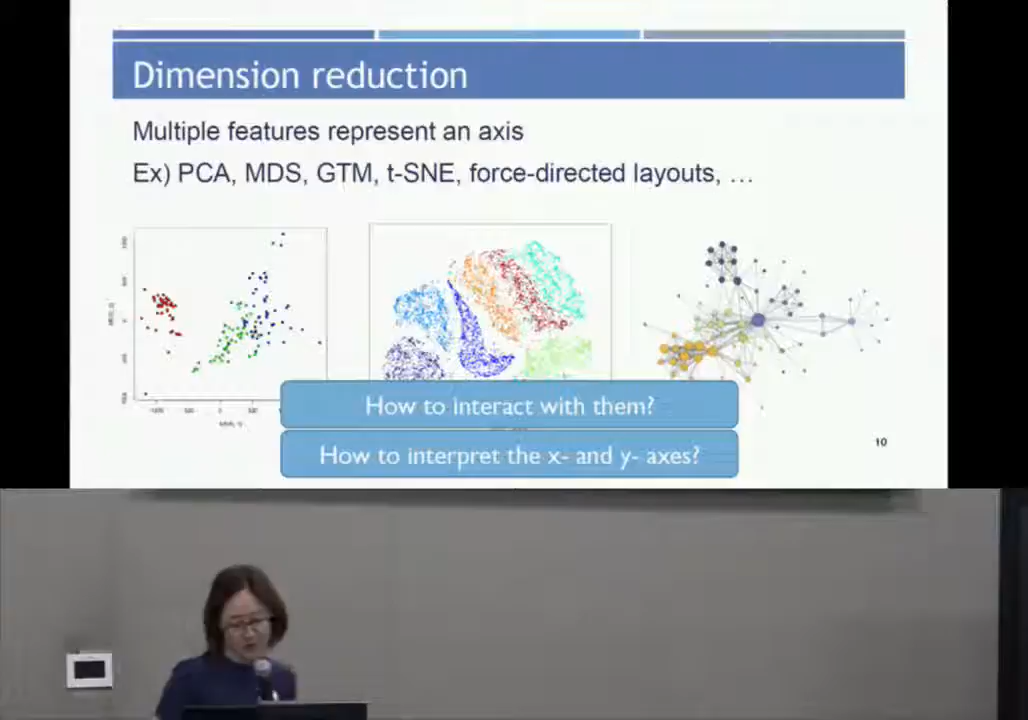 Dimension reduction
Multiple features represent an axis
Ex) PCA, MDS, GTM, t-SNE, force-directed layouts, …
How to interact with them?
10
How to interpret the x- and y- axes?